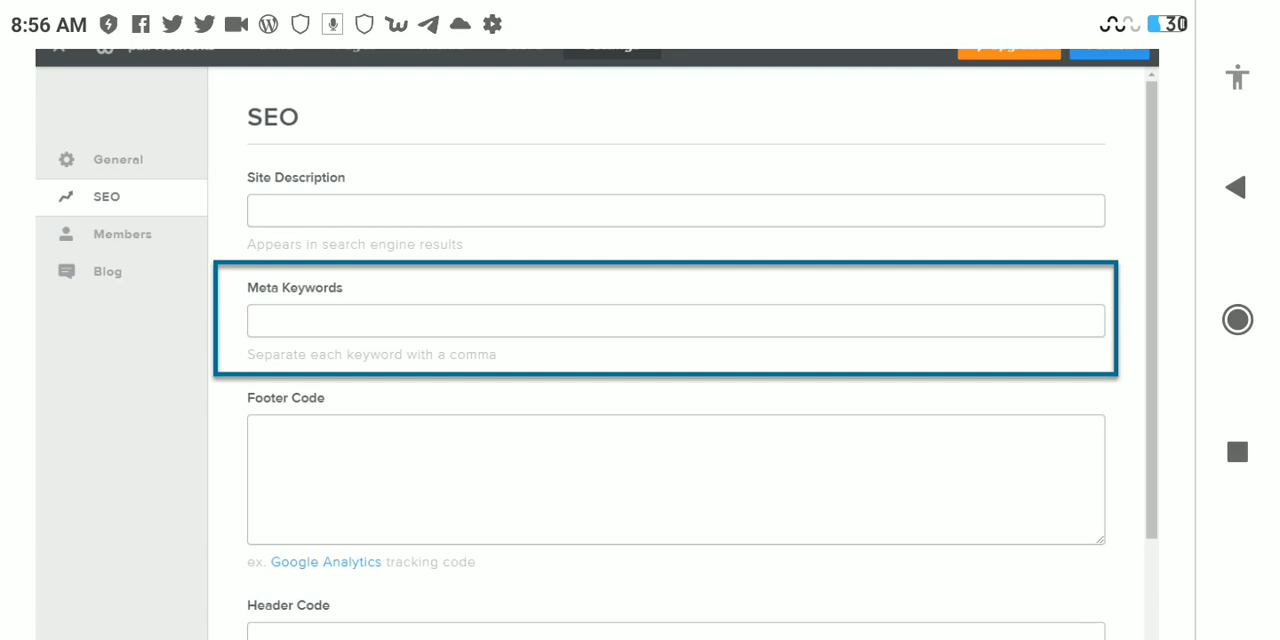 8:56 AM
30
SEO
General
SEO
Members
Blog
Site Description
Appears in search engine results
Meta Keywords
Separate each keyword with a comma
Footer Code
ex. Google Analytics tracking code
Header Code